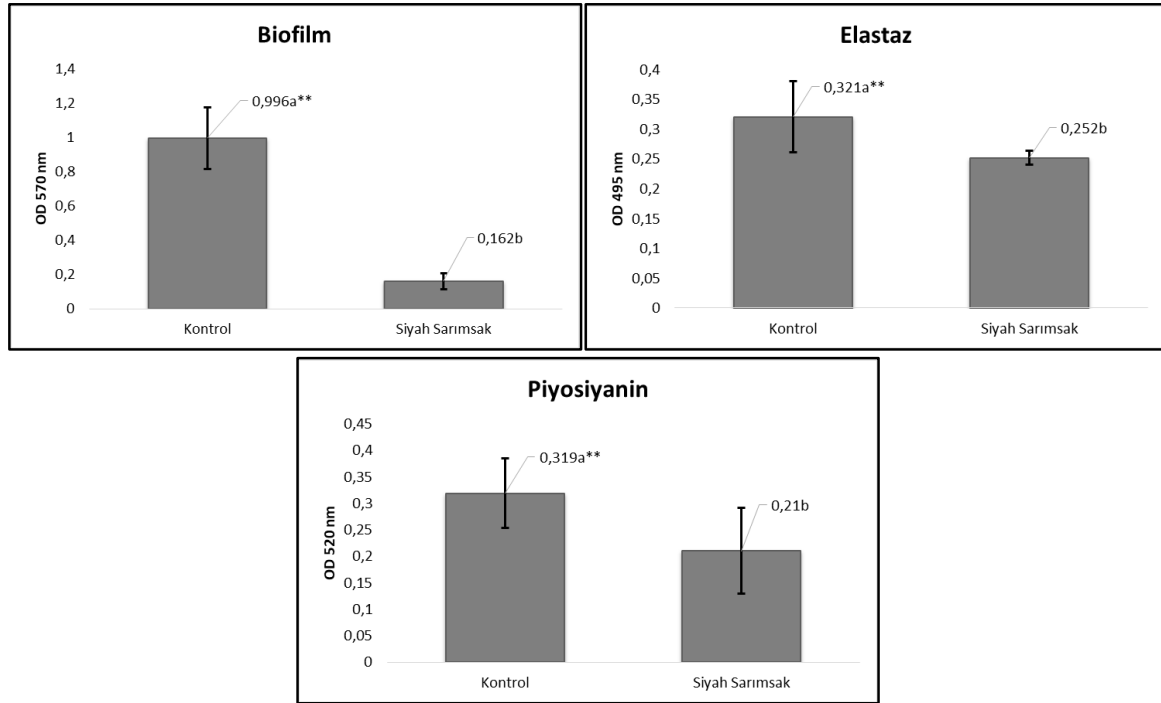 Biofilm
OD 570 nm
1,4
1,2
1
0,8
0,6
0,4
0,2
0
0,996a**
0,162b
Kontrol
Siyah Sarımsak
Elastaz
OD 495 nm
0,4
0,35
0,3
0,25
0,2
0,15
0,1
0,05
0
0,321a**
0,252b
Kontrol
Siyah Sarımsak
Piyosiyanin
OD 520 nm
0,45
0,4
0,35
0,3
0,25
0,2
0,15
0,1
0,05
0
0,319a**
0,21b
Kontrol
Siyah Sarımsak